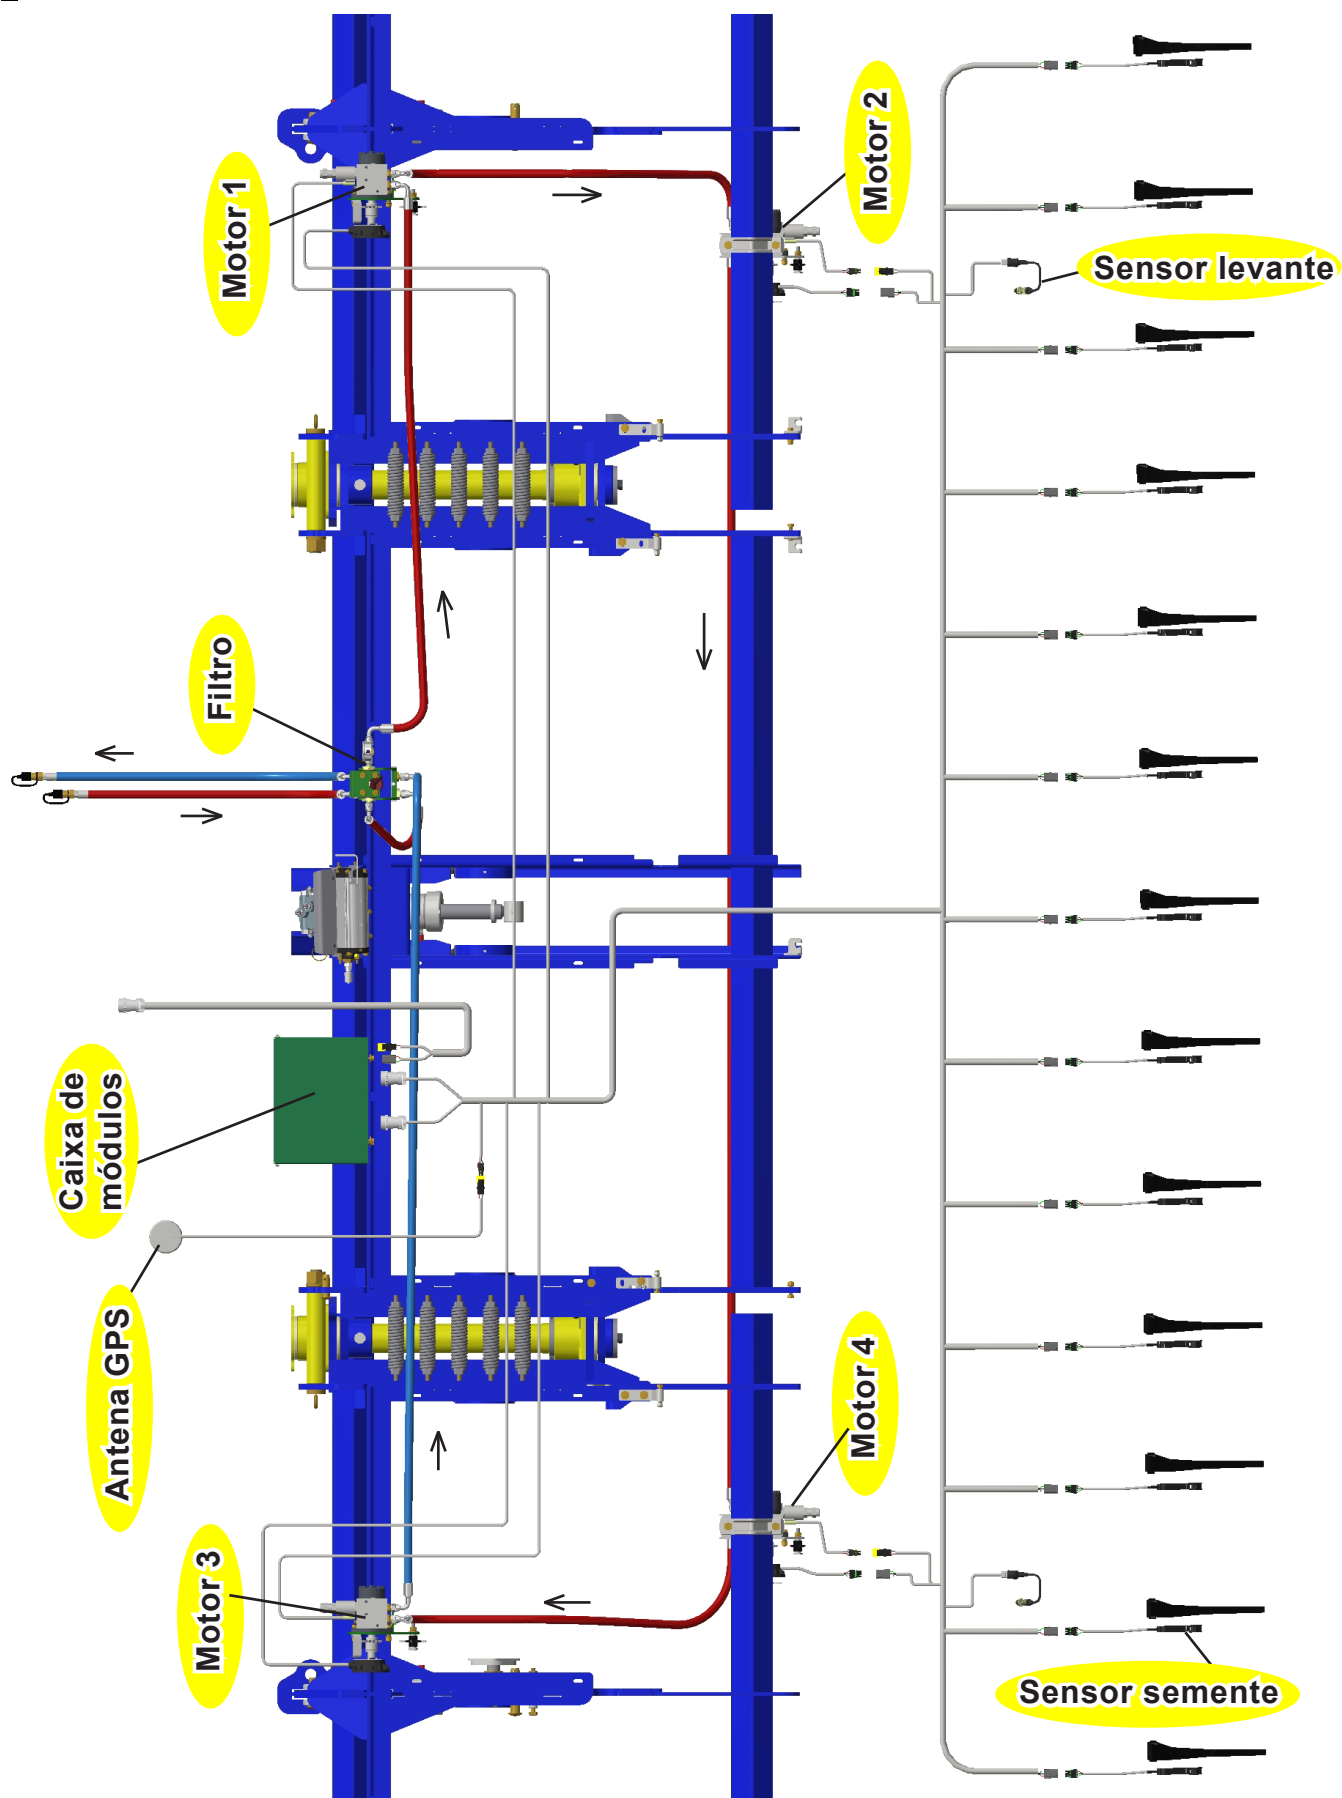 Motor 1
Motor 2
Sensor levante
Filtro
Caixa de
módulos
Antena GPS
Motor 4
Motor 3
Sensor semente